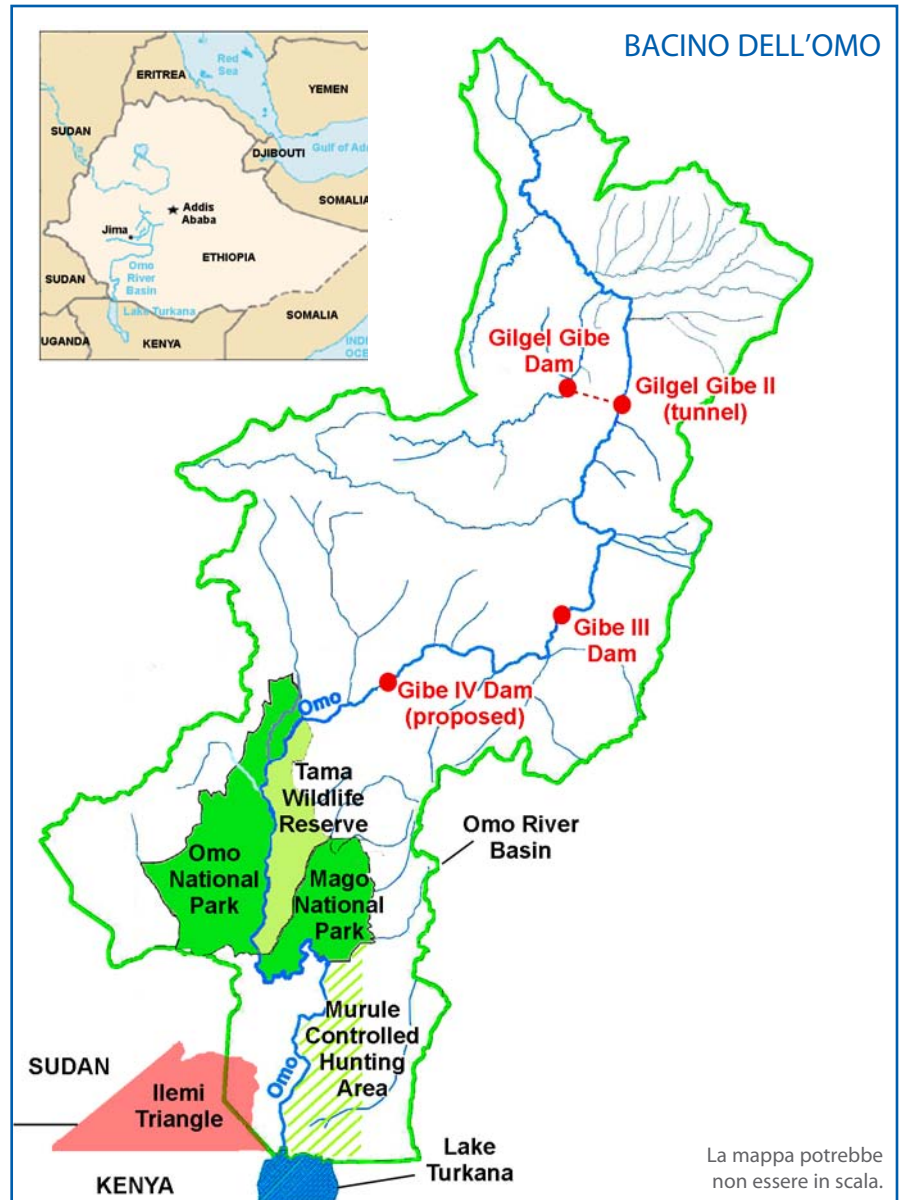 BACINO DELL'OMO
Red
Sea
ERITREA
YEMEN
SUDAN
DJIBOUTI
Gulf of Ad
SOMALIA
Addis
Ababa
Jima
ETHIOPIA
Omo
River
Basin
SUDAN
Lake Turkana
SOMALIA
UGANDA
KENYA
INDI
OCE
Gilgel Gibe
Dam
Gilgel Gibe II
(tunnel)
Gibe III
Dam
Gibe IV Dam
(proposed)
Omo
Tama
Wildlife
Reserve
Omo River
Basin
Omo
National
Park
Mago
National
Park
Murule
Controlled
Hunting
Area
Omo
SUDAN
Ilemi
Triangle
Lake
Turkana
KENYA
La mappa potrebbe
non essere in scala.